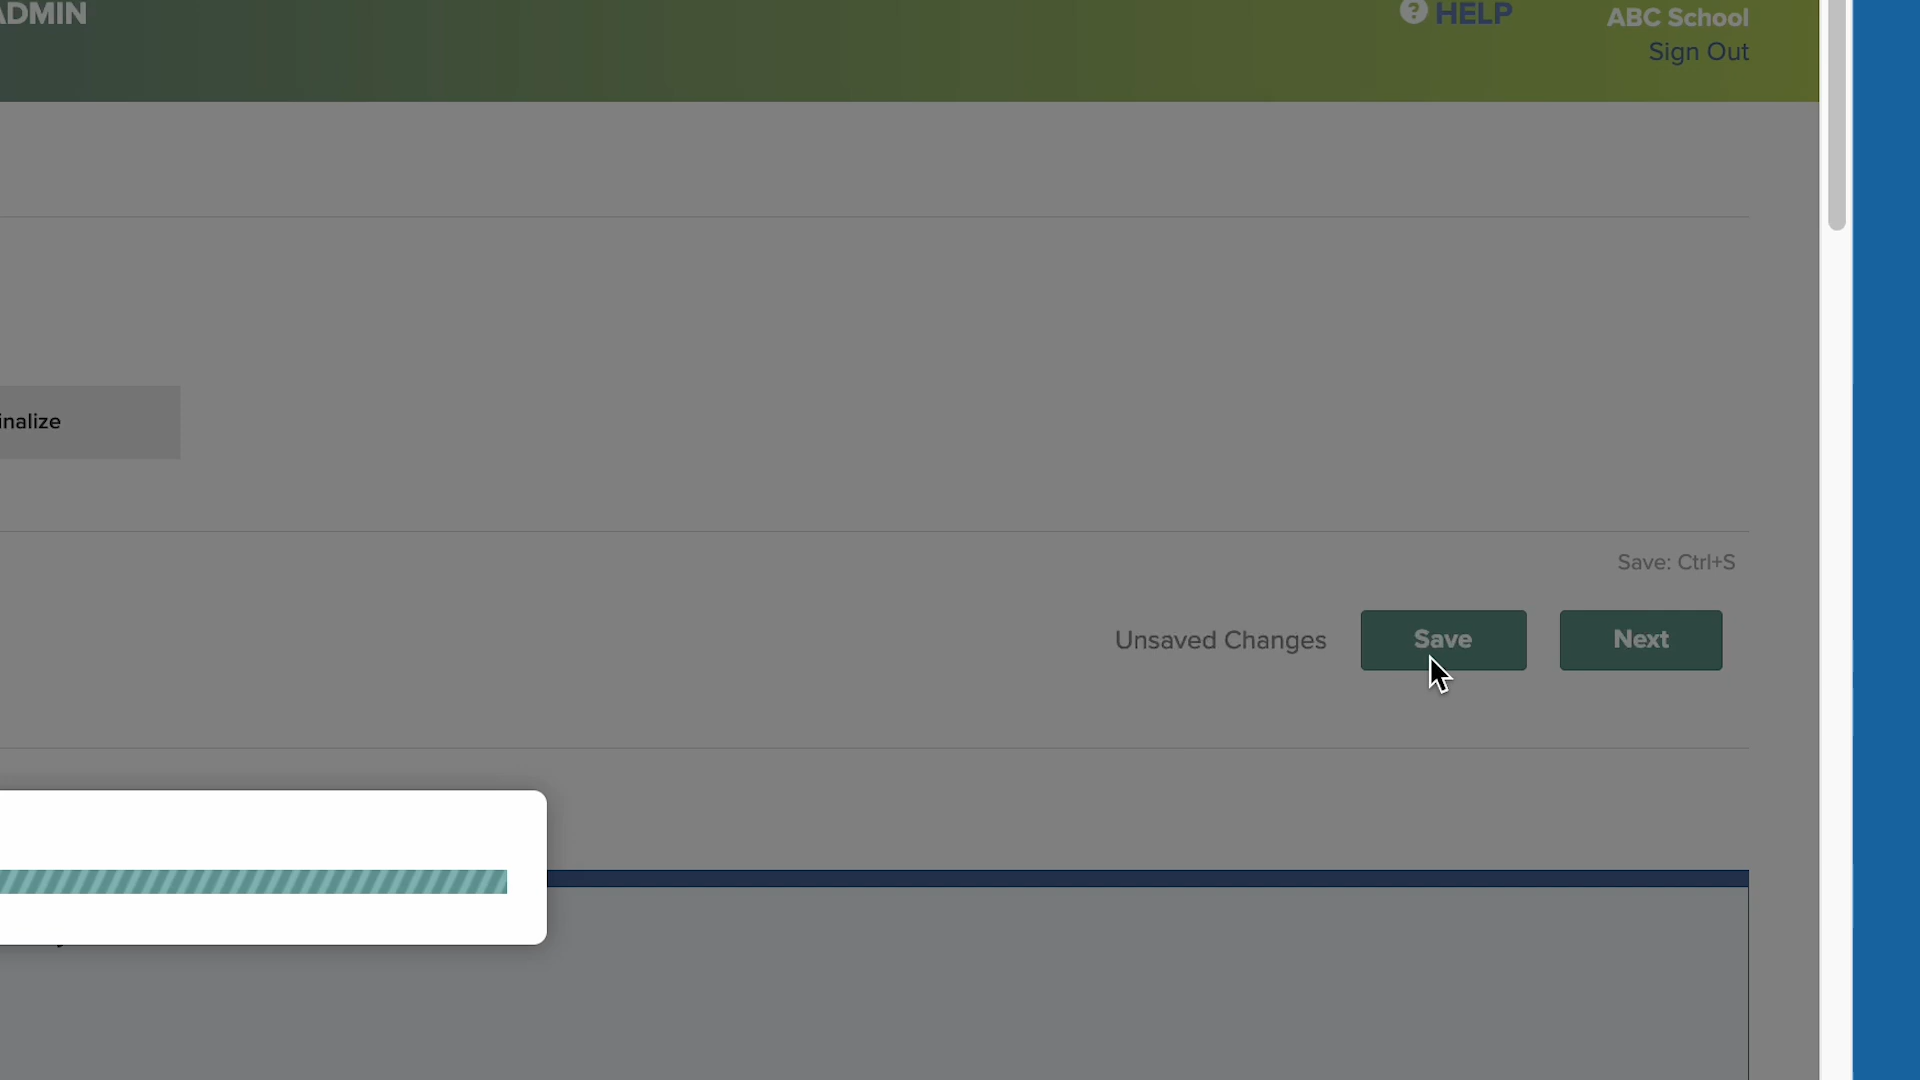 ADMIN
HELP
ABC School
Sign Out
inalize
Save: Ctrl+S
Unsaved Changes
Save
Next